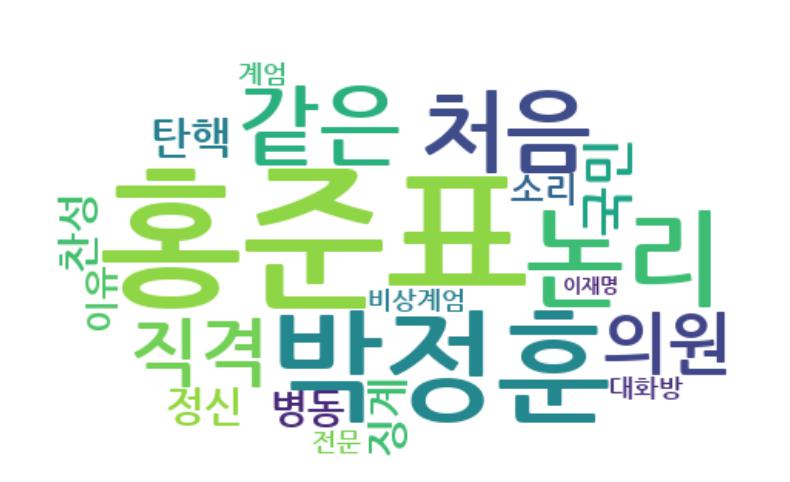 계엄
같은
처음
탄핵
국민
홍준표
소리
찬성
논리
이유
이재명
비상계엄
직격
박정훈
의원
대화방
정신
병동
징계
전문